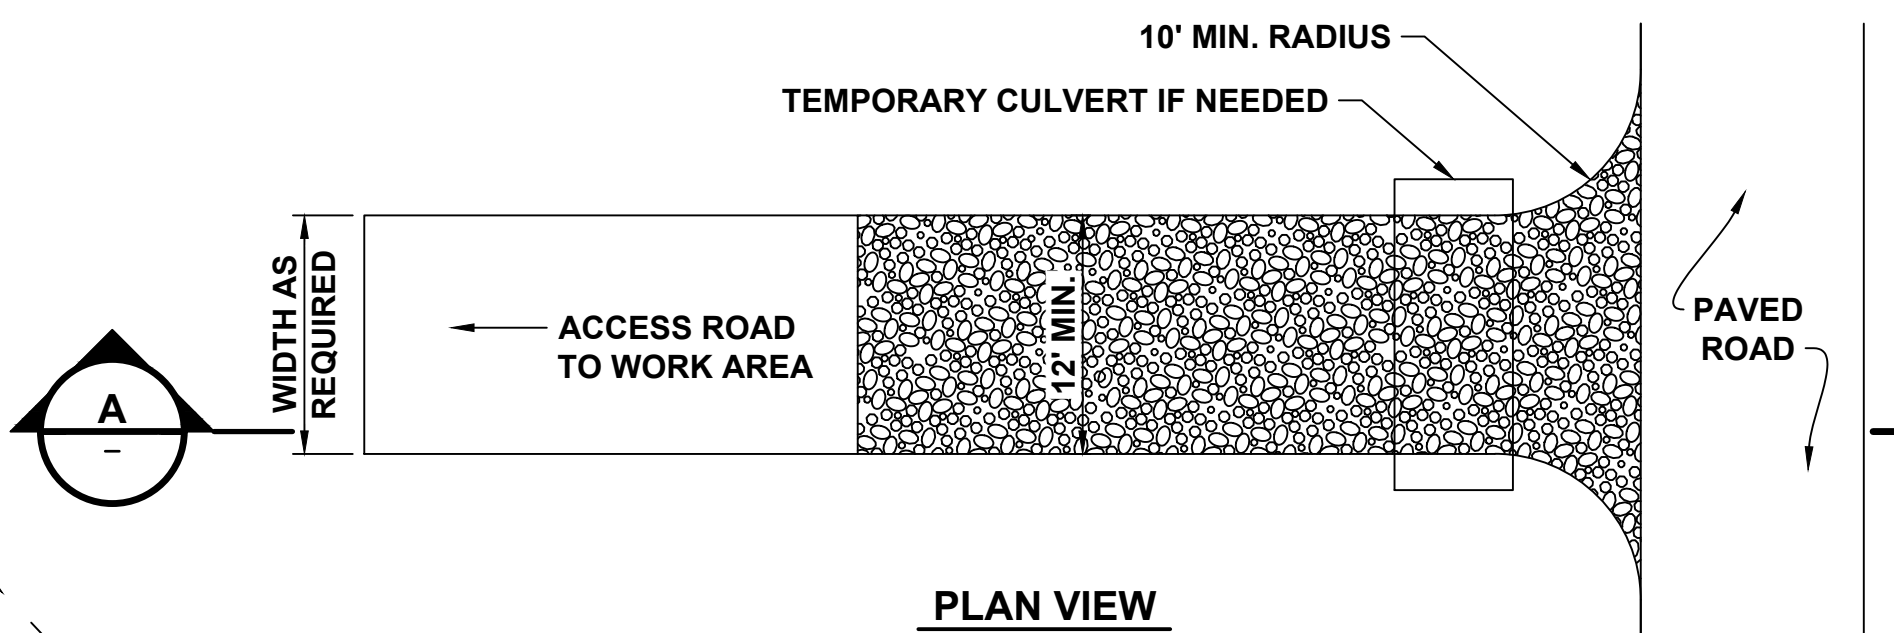 10' MIN. RADIUS
TEMPORARY CULVERT IF NEEDED
WIDTH AS
REQUIRED
ACCESS ROAD
TO WORK AREA
12' MIN.
PAVED
ROAD
A
–
PLAN VIEW